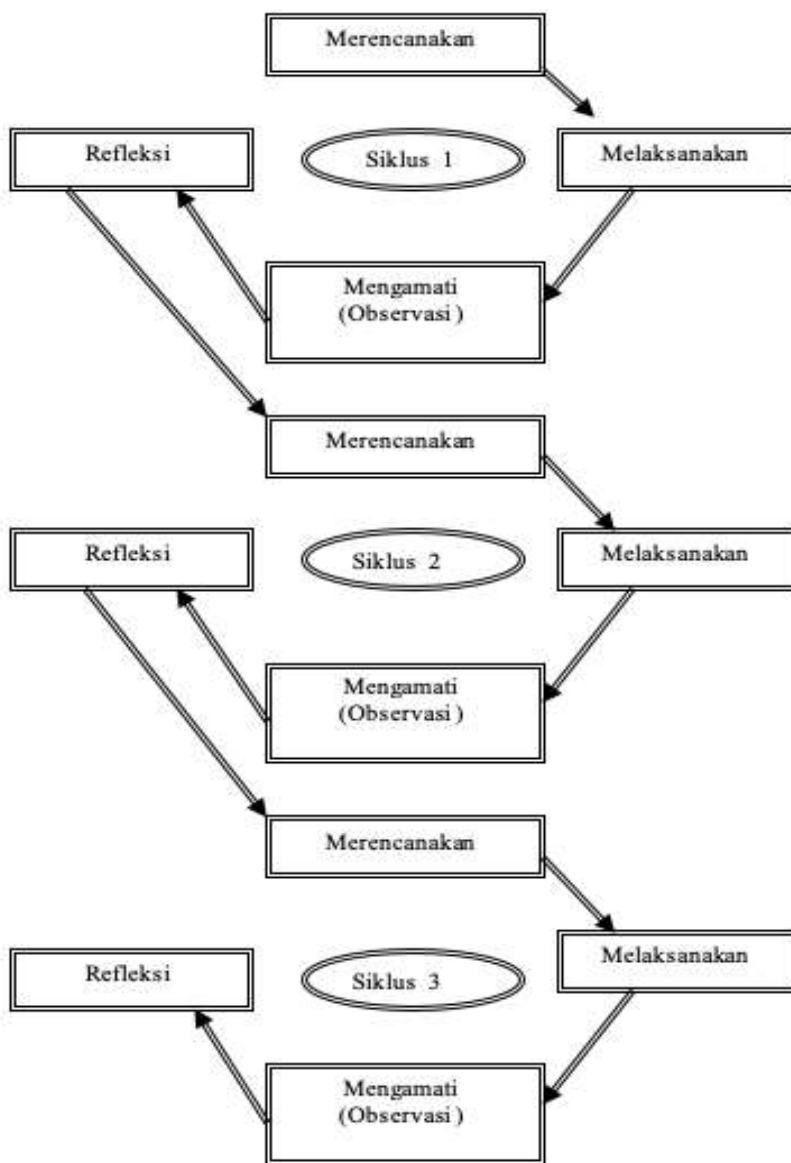 Merencanakan
Refleksi
Siklus 1
Melaksanakan
Mengamati
(Observasi)
Merencanakan
Refleksi
Siklus 2
Melaksanakan
Mengamati
(Observasi)
Merencanakan
Refleksi
Siklus 3
Melaksanakan
Mengamati
(Observasi)